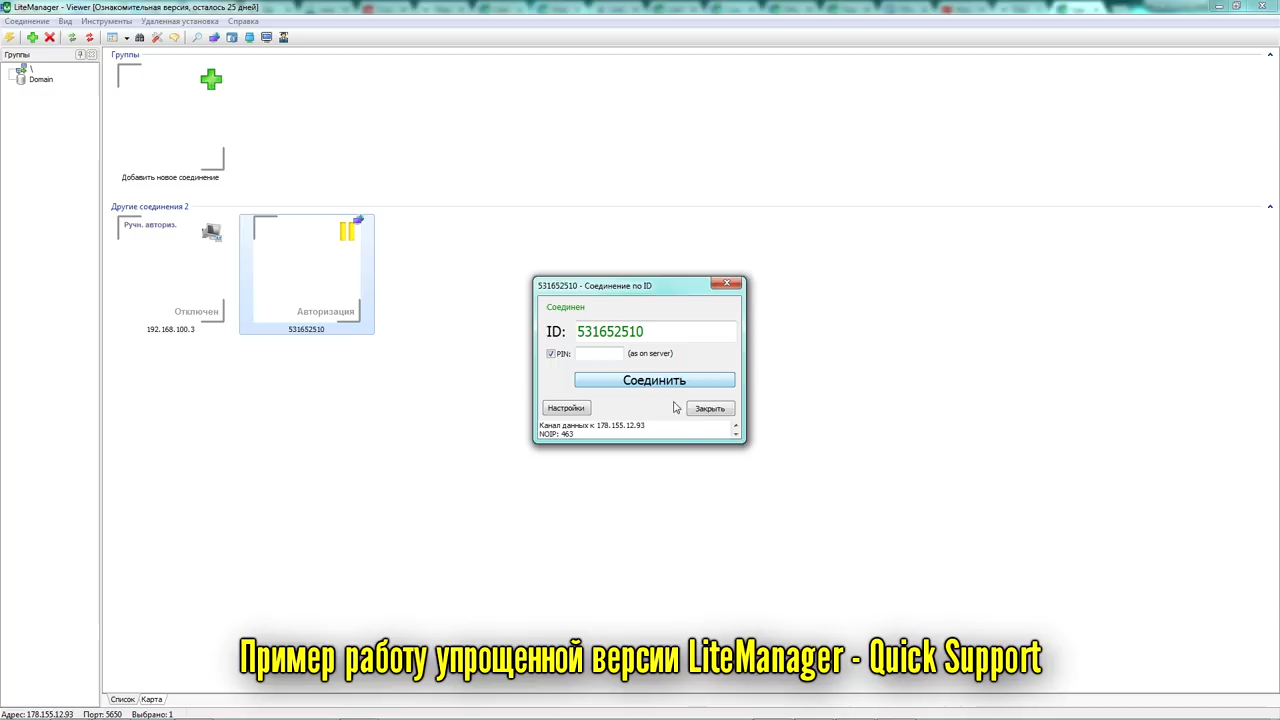 LiteManager - Viewer [Ознакомительная версия, осталось 25 дней]
Соединение Вид Инструменты Удаленная установка Справка
Группы
\
Domain
Группы
Добавить новое соединение
Другие соединения 2
Ручн. авториз.
Отключен
192.168.100.3
Авторизация
531652510
531652510 - Соединение по ID
Соединен
ID: 531652510
PIN: (as on server)
Соединить
Настройки Закрыть
Канал данных к 178.155.12.93
NOIP: 463
Пример работу упрощенной версии LiteManager - Quick Support
Список Карта
Адрес: 178.155.12.93 Порт: 5650 Выбрано: 1